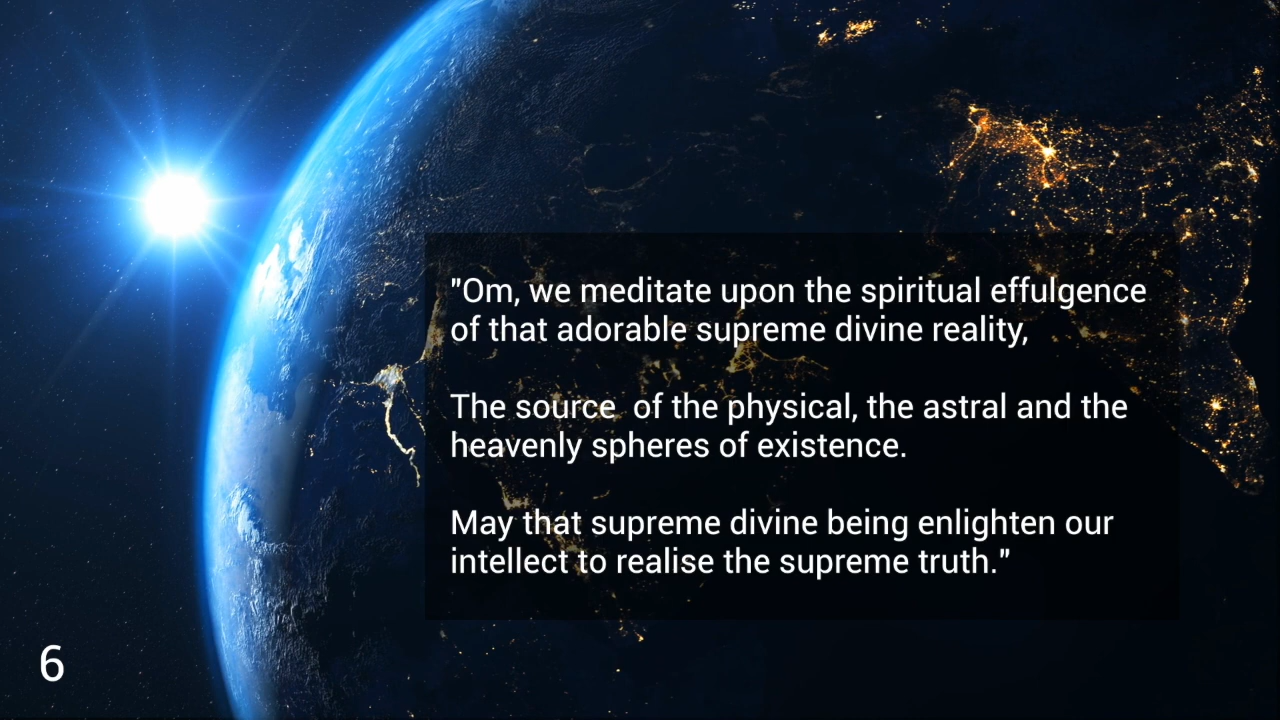 "Om, we meditate upon the spiritual effulgence
of that adorable supreme divine reality,
The source  of the physical, the astral and the
heavenly spheres of existence.
May that supreme divine being enlighten our
intellect to realise the supreme truth."
6